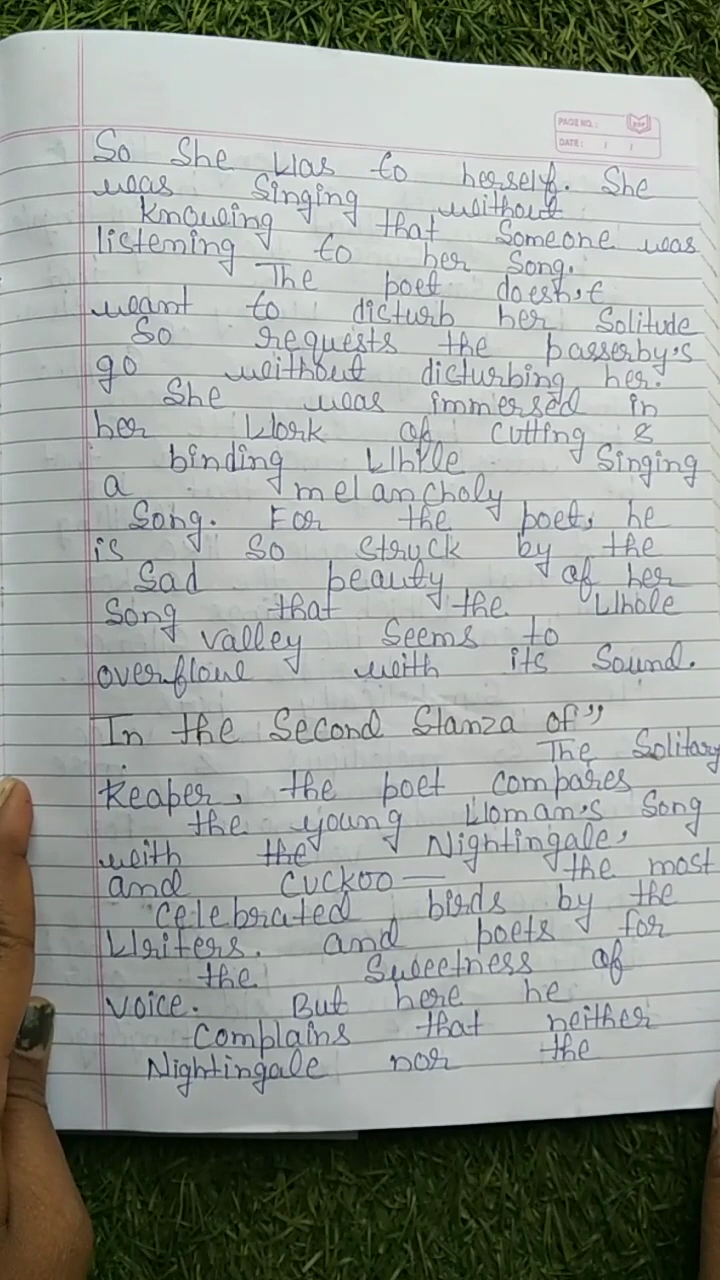 PAGE NO.:
DATE: / /
So She was to herself. She
was Singing without
knowing that Someone was
listening to her Song.
The poet doesn't
want to disturb her Solitude
So requests the passerby's
go without disturbing her.
She was immersed in
her Work of cutting &
binding While Singing
a melancholy
Song. For the poet, he
is So Struck by the
Sad beauty of her
Song that the Whole
valley Seems to
overflow with its Sound.
In the Second Stanza of"
The Solitary
Reaper, the poet compares
the young Woman's Song
with the Nightingale,
and Cuckoo— the most
celebrated birds by the
Writers. and poets for
the Sweetness of
voice. But here he
Complains that neither
Nightingale nor the